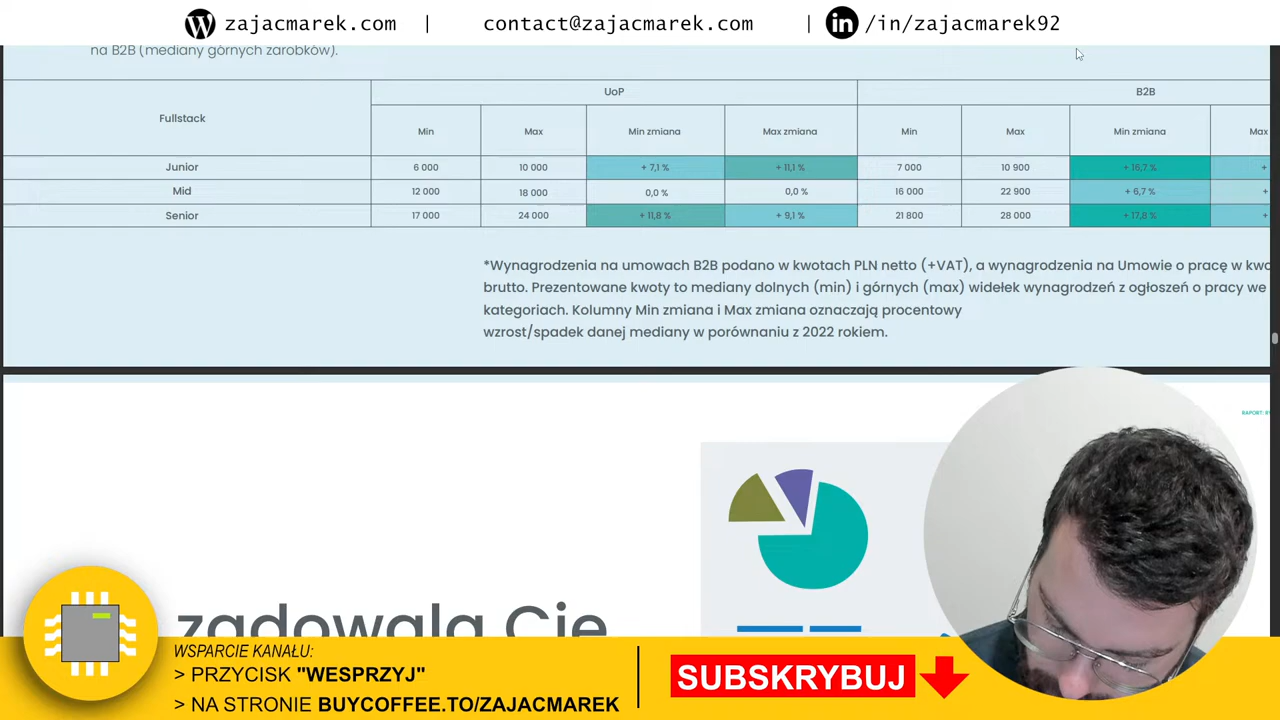 zajacmarek.com | contact@zajacmarek.com | in /in/zajacmarek92
na B2B (mediany górnych zarobków).
Fullstack UoP B2B
Min Max Min zmiana Max zmiana Min Max Min zmiana Max
Junior 6 000 10 000 + 7,1 % + 11,1 % 7 000 10 900 + 16,7 % +
Mid 12 000 18 000 0,0 % 0,0 % 16 000 22 900 + 6,7 % +
Senior 17 000 24 000 + 11,8 % + 9,1 % 21 800 28 000 + 17,8 % +
*Wynagrodzenia na umowach B2B podano w kwotach PLN netto (+VAT), a wynagrodzenia na Umowie o pracę w kwo
brutto. Prezentowane kwoty to mediany dolnych (min) i górnych (max) widełek wynagrodzeń z ogłoszeń o pracy we
kategoriach. Kolumny Min zmiana i Max zmiana oznaczają procentowy
wzrost/spadek danej mediany w porównaniu z 2022 rokiem.
RAPORT:
zadowala Cię
WSPARCIE KANAŁU:
> PRZYCISK "WESPRZYJ"
> NA STRONIE BUYCOFFEE.TO/ZAJACMAREK
SUBSKRYBUJ